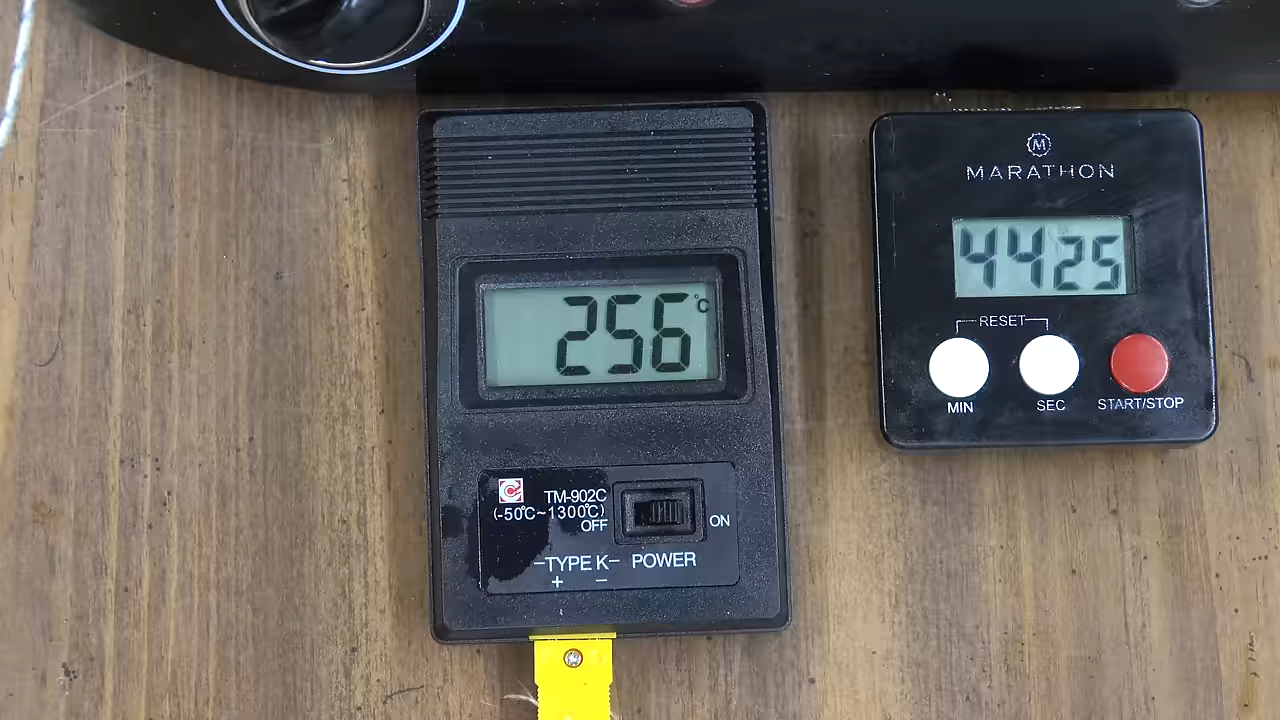 256 °C
TM-902C
(-50℃~1300℃)
OFF
ON
-TYPE K- POWER
+ −
M
MARATHON
4425
RESET
MIN SEC START/STOP